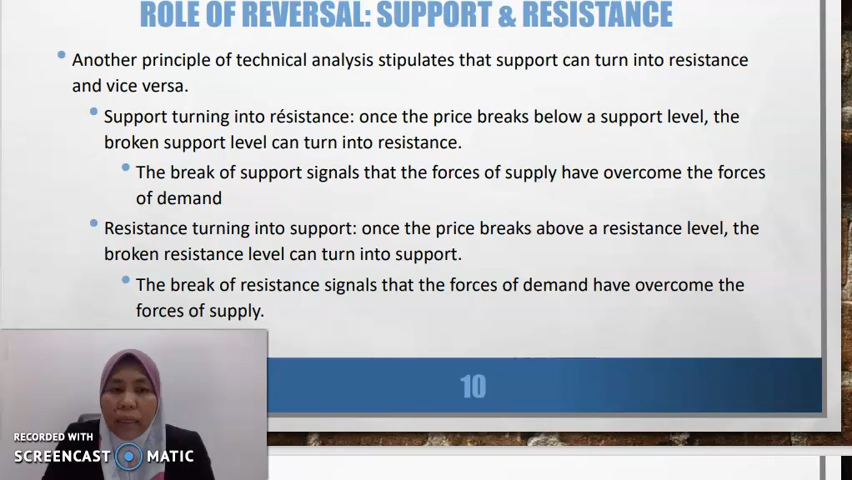 ROLE OF REVERSAL: SUPPORT & RESISTANCE
Another principle of technical analysis stipulates that support can turn into resistance
and vice versa.
Support turning into résistance: once the price breaks below a support level, the
broken support level can turn into resistance.
The break of support signals that the forces of supply have overcome the forces
of demand
Resistance turning into support: once the price breaks above a resistance level, the
broken resistance level can turn into support.
The break of resistance signals that the forces of demand have overcome the
forces of supply.
10
RECORDED WITH
SCREENCAST MATIC